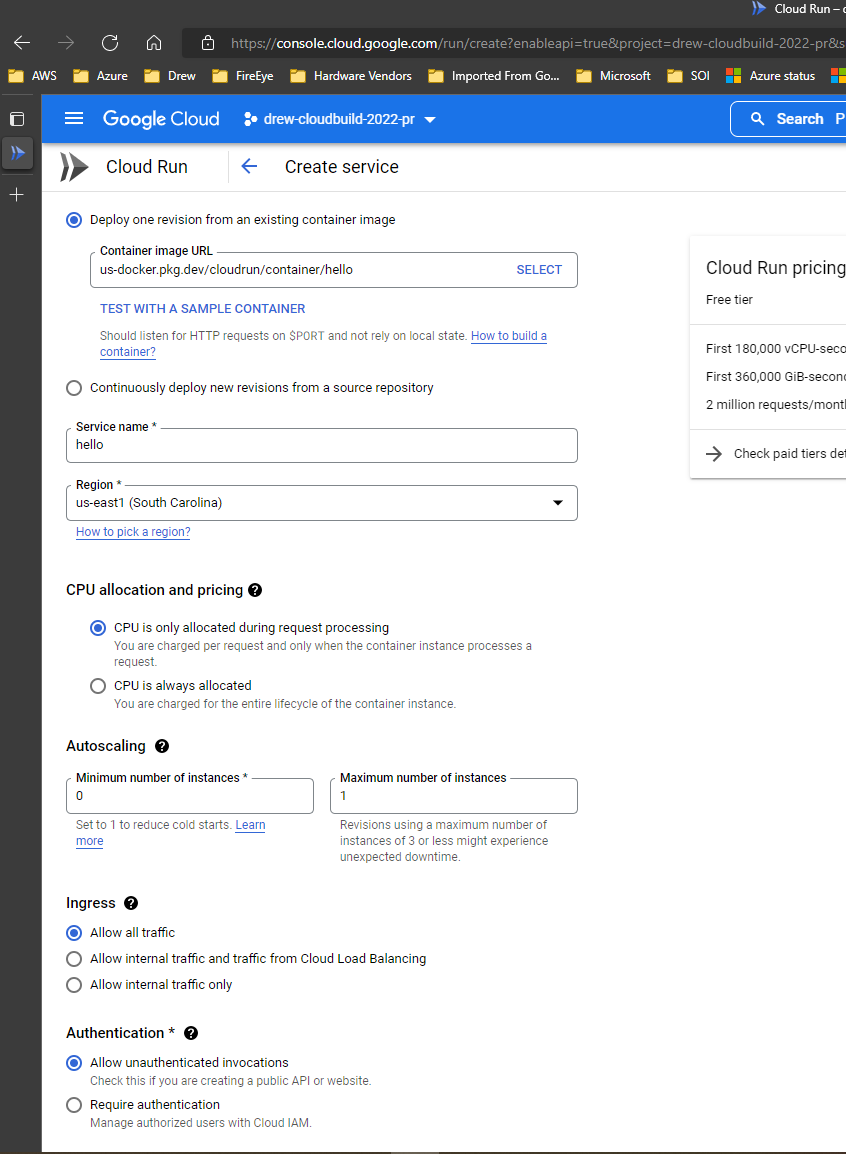 Cloud Run –
https://console.cloud.google.com/run/create?enableapi=true&project=drew-cloudbuild-2022-pr&s
AWS Azure Drew FireEye Hardware Vendors Imported From Go... Microsoft SOI Azure status
Google Cloud drew-cloudbuild-2022-pr Search P
Cloud Run Create service
Deploy one revision from an existing container image
Container image URL
us-docker.pkg.dev/cloudrun/container/hello SELECT
TEST WITH A SAMPLE CONTAINER
Should listen for HTTP requests on $PORT and not rely on local state. How to build a
container?
Continuously deploy new revisions from a source repository
Service name *
hello
Region *
us-east1 (South Carolina)
How to pick a region?
Cloud Run pricing
Free tier
First 180,000 vCPU-seco
First 360,000 GiB-secon
2 million requests/mont
Check paid tiers det
CPU allocation and pricing
CPU is only allocated during request processing
You are charged per request and only when the container instance processes a
request.
CPU is always allocated
You are charged for the entire lifecycle of the container instance.
Autoscaling
Minimum number of instances *
0
Set to 1 to reduce cold starts. Learn
more
Maximum number of instances
1
Revisions using a maximum number of
instances of 3 or less might experience
unexpected downtime.
Ingress
Allow all traffic
Allow internal traffic and traffic from Cloud Load Balancing
Allow internal traffic only
Authentication *
Allow unauthenticated invocations
Check this if you are creating a public API or website.
Require authentication
Manage authorized users with Cloud IAM.